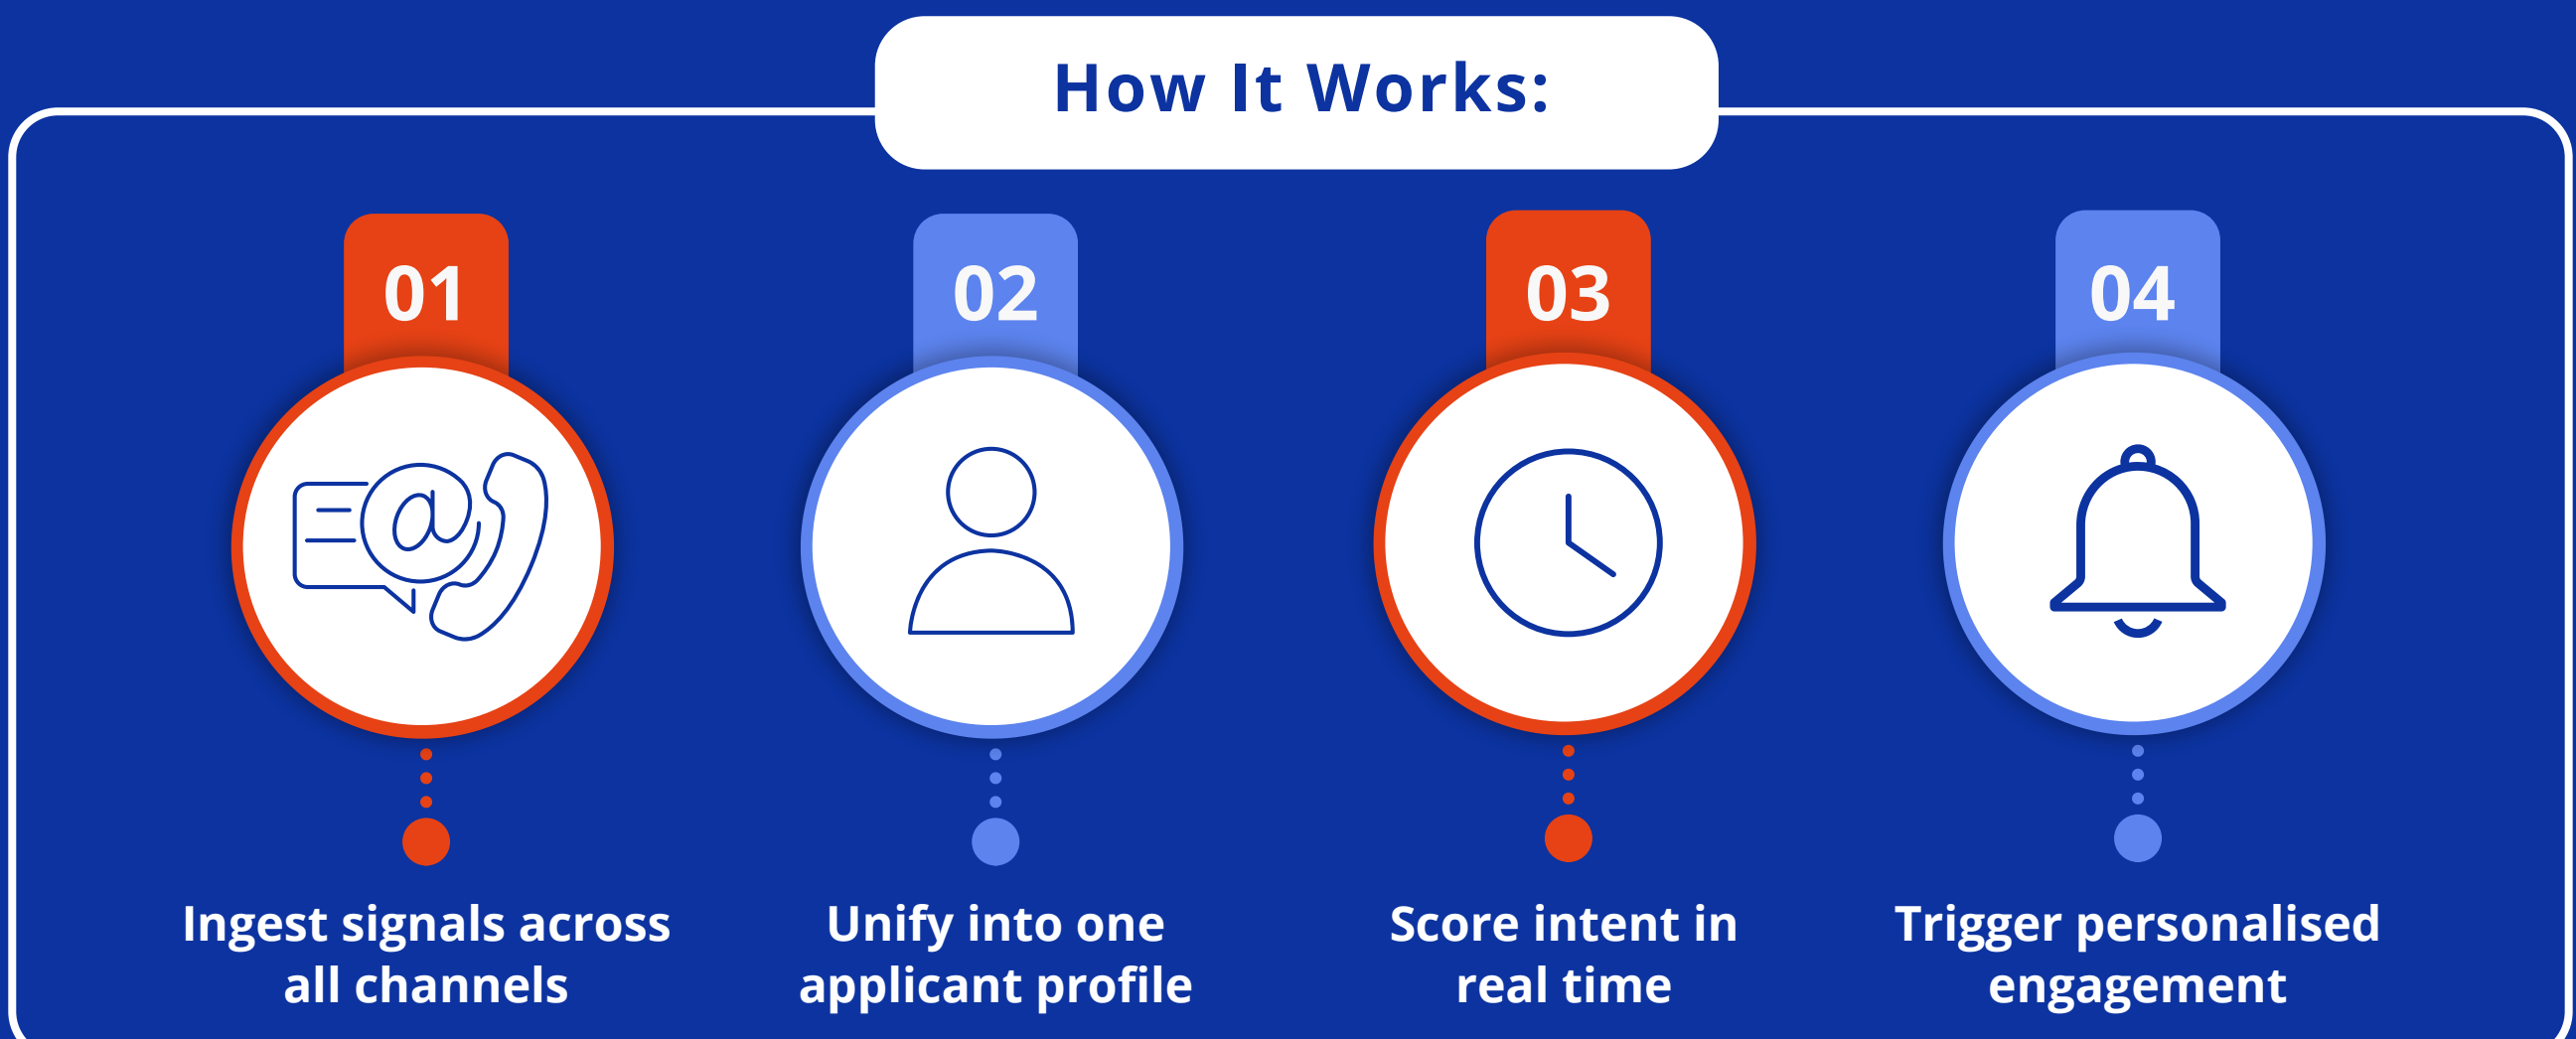 How It Works:
01
02
03
04
@
Ingest signals across
all channels
Unify into one
applicant profile
Score intent in
real time
Trigger personalised
engagement